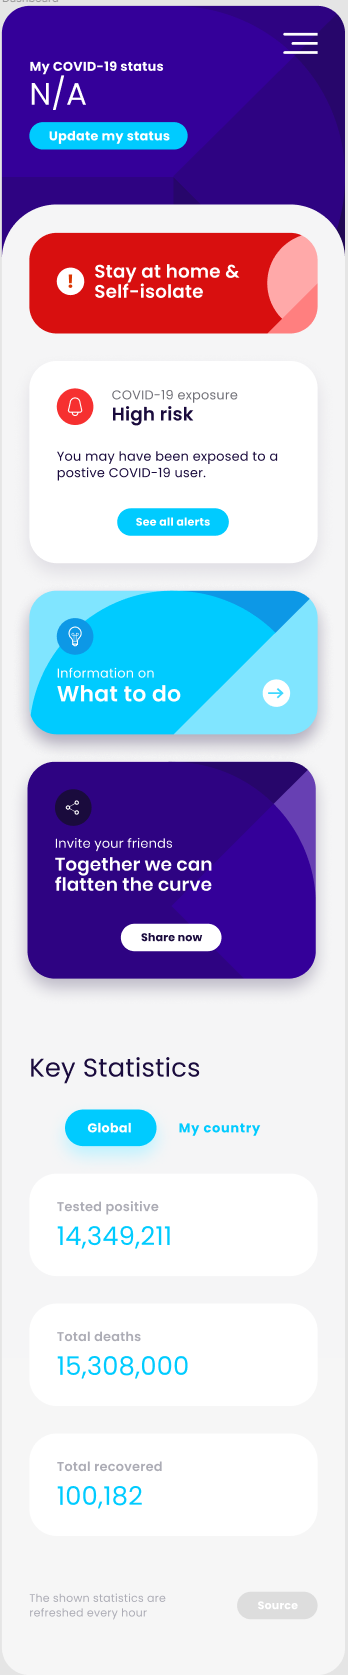 Dashboard
My COVID-19 status
N/A
Update my status
!
Stay at home &
Self-isolate
COVID-19 exposure
High risk
You may have been exposed to a
postive COVID-19 user.
See all alerts
Information on
What to do
Invite your friends
Together we can
flatten the curve
Share now
Key Statistics
Global
My country
Tested positive
14,349,211
Total deaths
15,308,000
Total recovered
100,182
The shown statistics are
refreshed every hour
Source